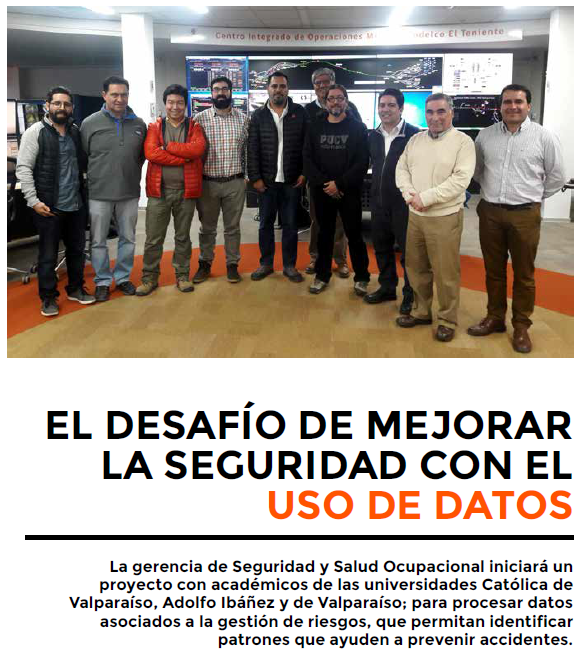 Centro Integrado de Operaciones M delco El Teniente
PUCV
EL DESAFÍO DE MEJORAR
LA SEGURIDAD CON EL
USO DE DATOS
La gerencia de Seguridad y Salud Ocupacional iniciará un
proyecto con académicos de las universidades Católica de
Valparaíso, Adolfo Ibáñez y de Valparaíso; para procesar datos
asociados a la gestión de riesgos, que permitan identificar
patrones que ayuden a prevenir accidentes.